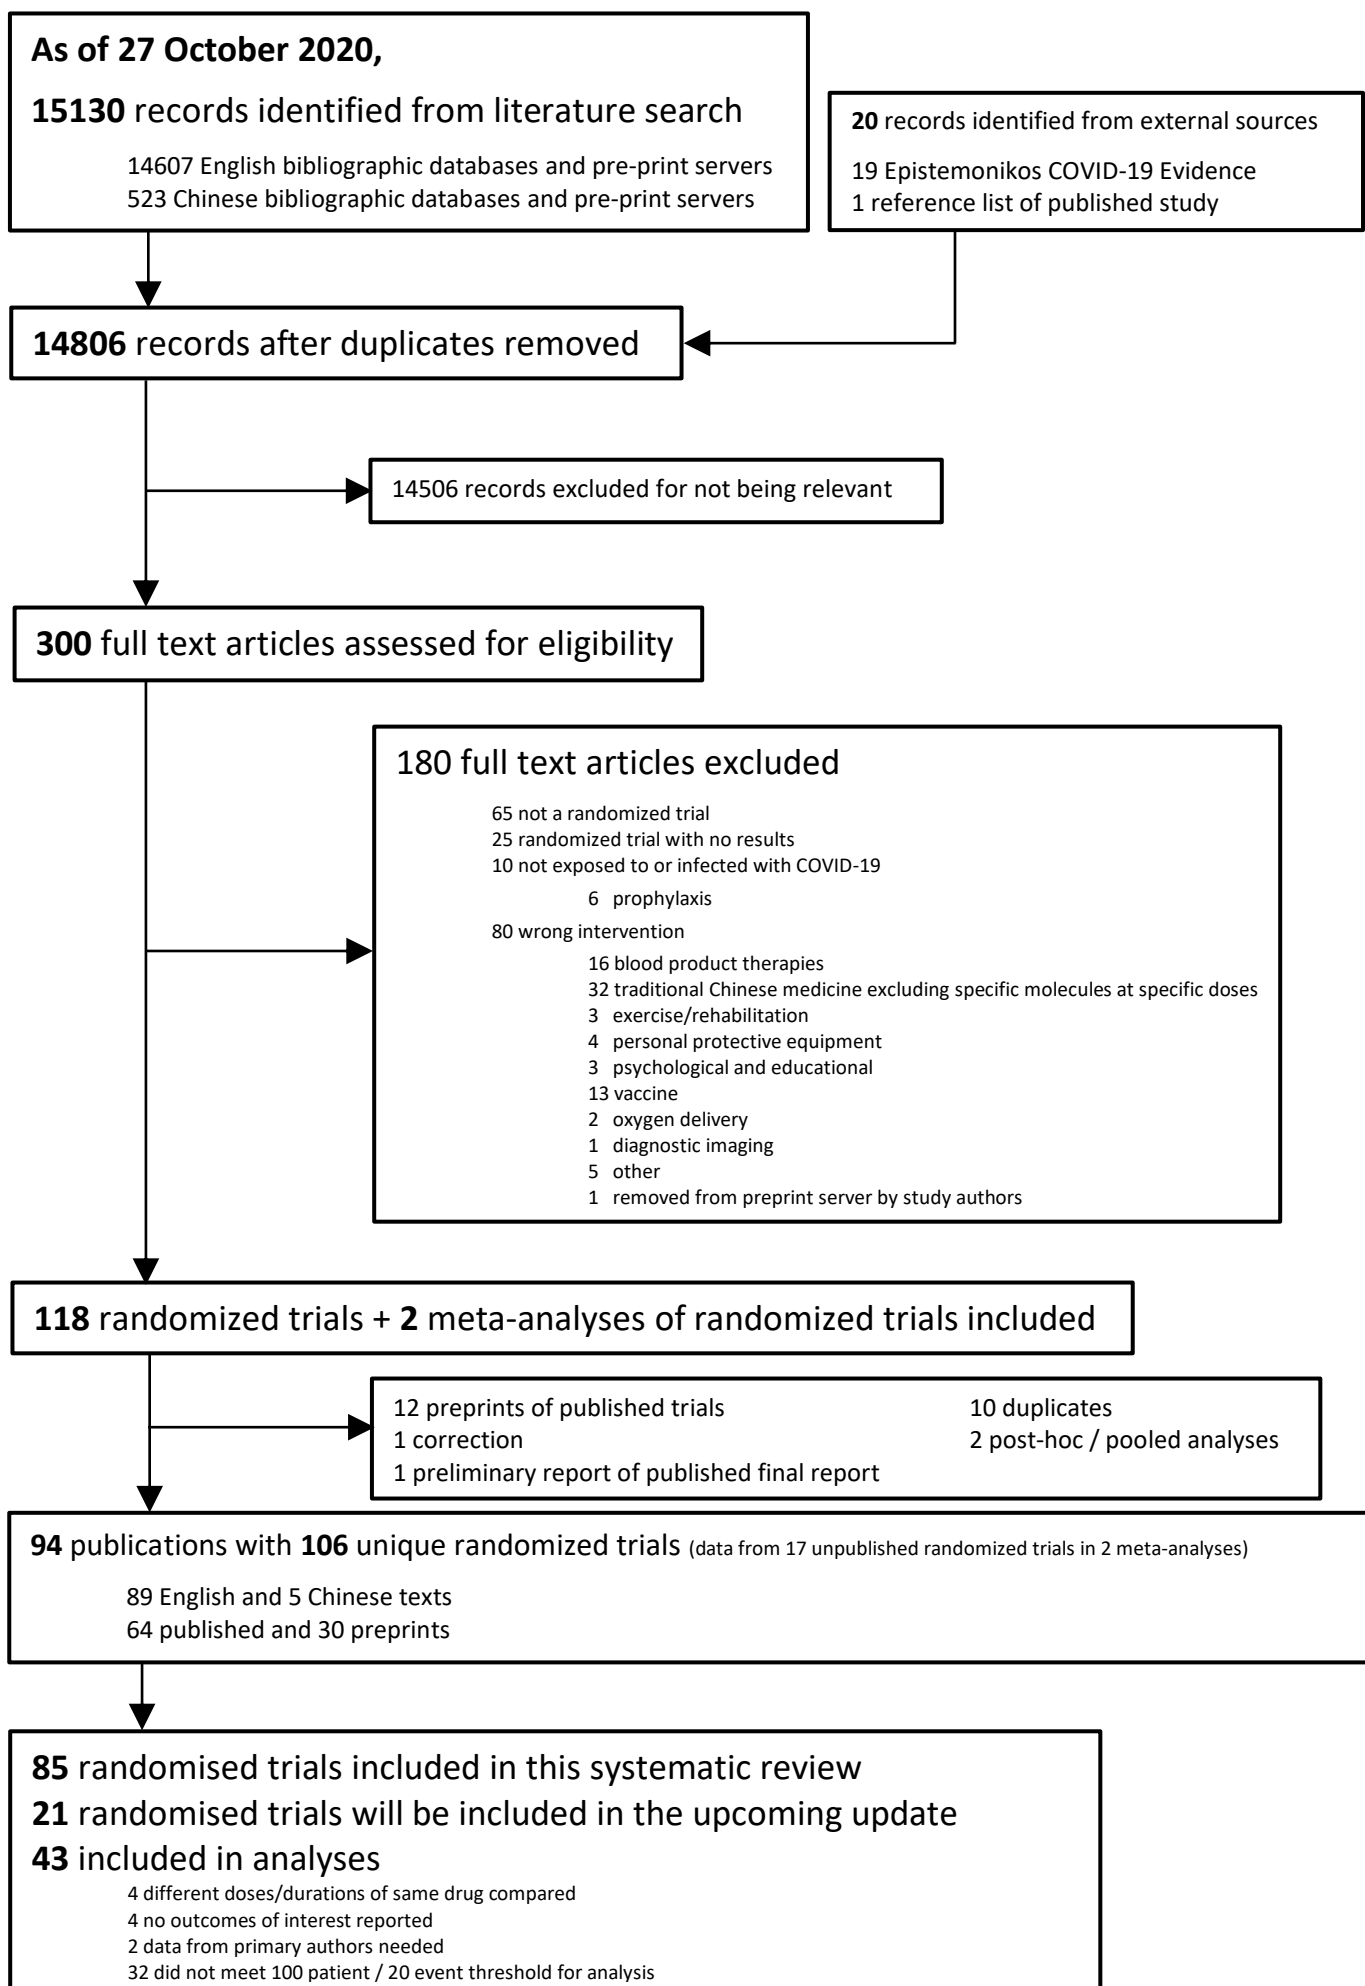 As of 27 October 2020,
15130 records identified from literature search
14607 English bibliographic databases and pre-print servers
523 Chinese bibliographic databases and pre-print servers
20 records identified from external sources
19 Epistemonikos COVID-19 Evidence
1 reference list of published study
14806 records after duplicates removed
14506 records excluded for not being relevant
300 full text articles assessed for eligibility
180 full text articles excluded
65 not a randomized trial
25 randomized trial with no results
10 not exposed to or infected with COVID-19
6 prophylaxis
80 wrong intervention
16 blood product therapies
32 traditional Chinese medicine excluding specific molecules at specific doses
3 exercise/rehabilitation
4 personal protective equipment
3 psychological and educational
13 vaccine
2 oxygen delivery
1 diagnostic imaging
5 other
1 removed from preprint server by study authors
118 randomized trials + 2 meta-analyses of randomized trials included
12 preprints of published trials
1 correction
1 preliminary report of published final report
10 duplicates
2 post-hoc / pooled analyses
94 publications with 106 unique randomized trials (data from 17 unpublished randomized trials in 2 meta-analyses)
89 English and 5 Chinese texts
64 published and 30 preprints
85 randomised trials included in this systematic review
21 randomised trials will be included in the upcoming update
43 included in analyses
4 different doses/durations of same drug compared
4 no outcomes of interest reported
2 data from primary authors needed
32 did not meet 100 patient / 20 event threshold for analysis